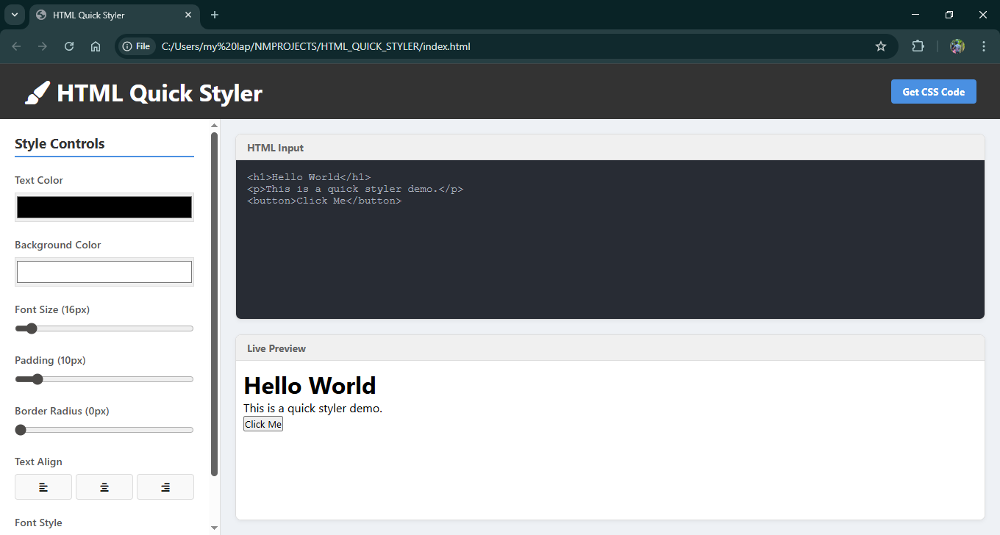 HTML Quick Styler
File
C:/Users/my%20lap/NMPROJECTS/HTML_QUICK_STYLER/index.html
HTML Quick Styler
Get CSS Code
Style Controls
Text Color
Background Color
Font Size (16px)
Padding (10px)
Border Radius (0px)
Text Align
Font Style
HTML Input
<h1>Hello World</h1>
<p>This is a quick styler demo.</p>
<button>Click Me</button>
Live Preview
Hello World
This is a quick styler demo.
Click Me